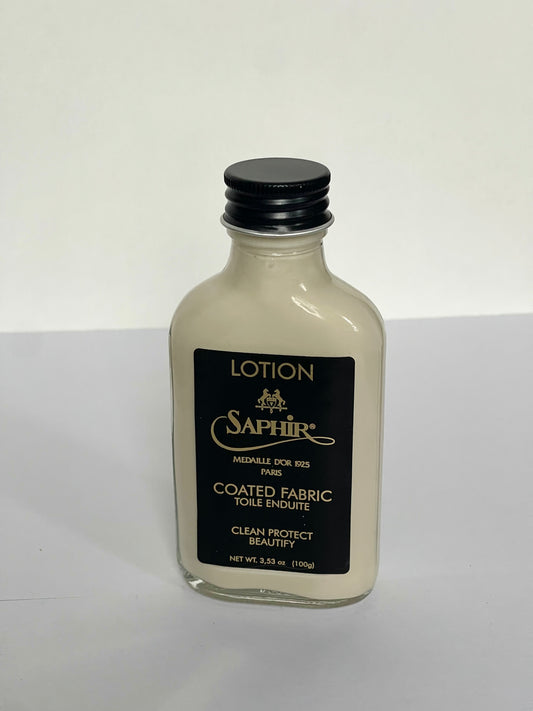 LOTION
SAPHIR®
MEDAILLE D'OR 1925
PARIS
COATED FABRIC
TOILE ENDUITE
CLEAN PROTECT
BEAUTIFY
NET WT. 3,53 oz (100g)